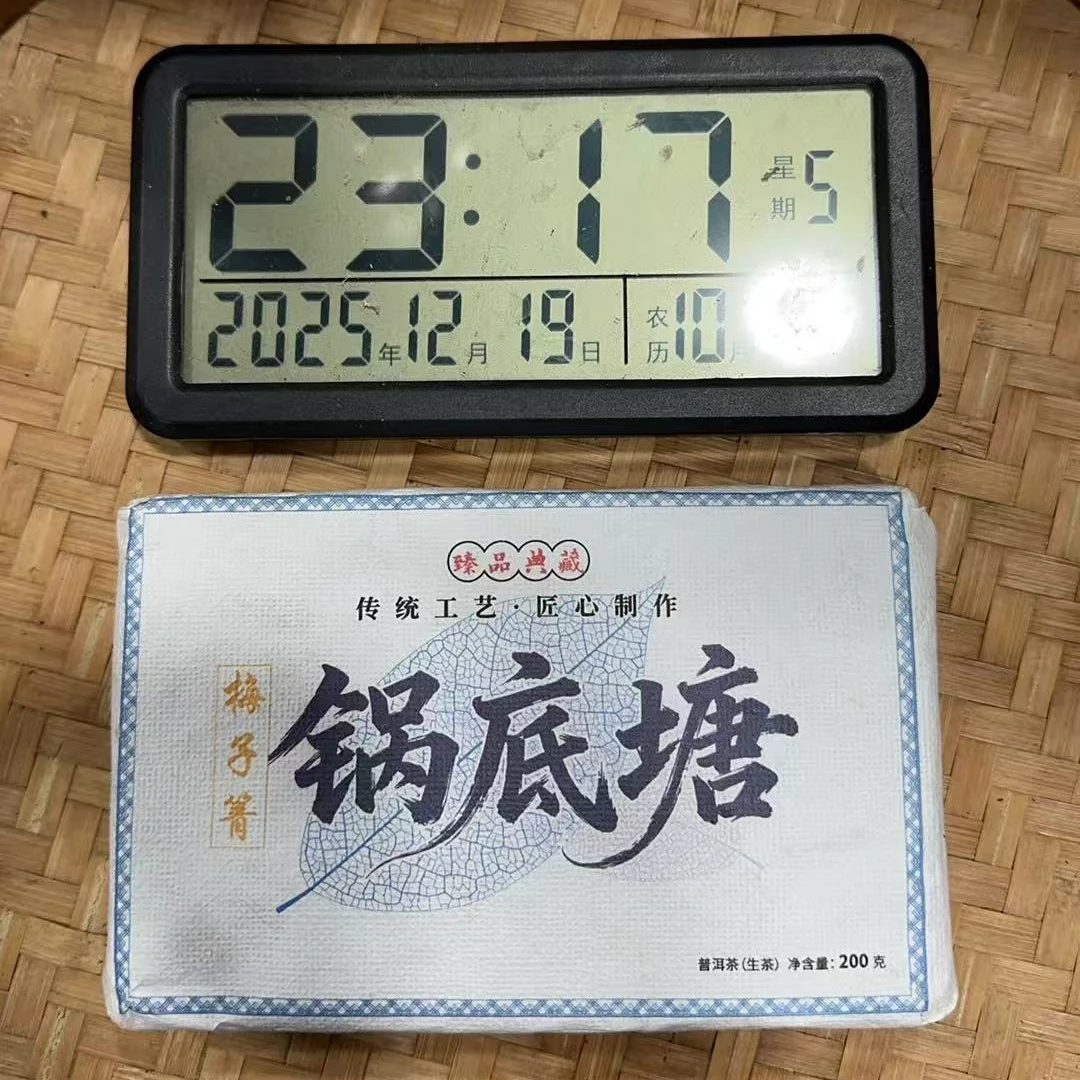 23:17 星期5
2025年12月19日 农历10月
臻品典藏
传统工艺·匠心制作
梅子箐
锅底塘
普洱茶(生茶) 净含量:200克